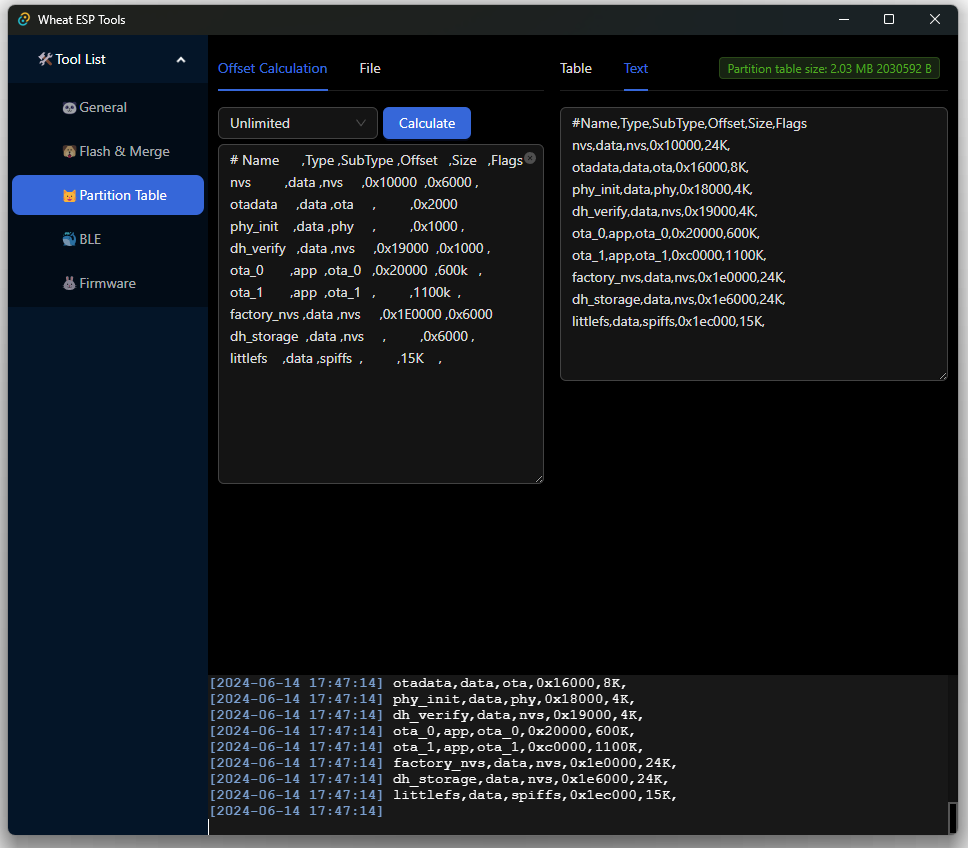 Wheat ESP Tools
Tool List
General
Flash & Merge
Partition Table
BLE
Firmware
Offset Calculation File
Unlimited Calculate
# Name ,Type ,SubType ,Offset ,Size ,Flags
nvs ,data ,nvs ,0x10000 ,0x6000 ,
otadata ,data ,ota , ,0x2000
phy_init ,data ,phy , ,0x1000 ,
dh_verify ,data ,nvs ,0x19000 ,0x1000 ,
ota_0 ,app ,ota_0 ,0x20000 ,600k ,
ota_1 ,app ,ota_1 , ,1100k ,
factory_nvs ,data ,nvs ,0x1E0000 ,0x6000
dh_storage ,data ,nvs , ,0x6000 ,
littlefs ,data ,spiffs , ,15K ,
Table Text Partition table size: 2.03 MB 2030592 B
#Name,Type,SubType,Offset,Size,Flags
nvs,data,nvs,0x10000,24K,
otadata,data,ota,0x16000,8K,
phy_init,data,phy,0x18000,4K,
dh_verify,data,nvs,0x19000,4K,
ota_0,app,ota_0,0x20000,600K,
ota_1,app,ota_1,0xc0000,1100K,
factory_nvs,data,nvs,0x1e0000,24K,
dh_storage,data,nvs,0x1e6000,24K,
littlefs,data,spiffs,0x1ec000,15K,
[2024-06-14 17:47:14] otadata,data,ota,0x16000,8K,
[2024-06-14 17:47:14] phy_init,data,phy,0x18000,4K,
[2024-06-14 17:47:14] dh_verify,data,nvs,0x19000,4K,
[2024-06-14 17:47:14] ota_0,app,ota_0,0x20000,600K,
[2024-06-14 17:47:14] ota_1,app,ota_1,0xc0000,1100K,
[2024-06-14 17:47:14] factory_nvs,data,nvs,0x1e0000,24K,
[2024-06-14 17:47:14] dh_storage,data,nvs,0x1e6000,24K,
[2024-06-14 17:47:14] littlefs,data,spiffs,0x1ec000,15K,
[2024-06-14 17:47:14]